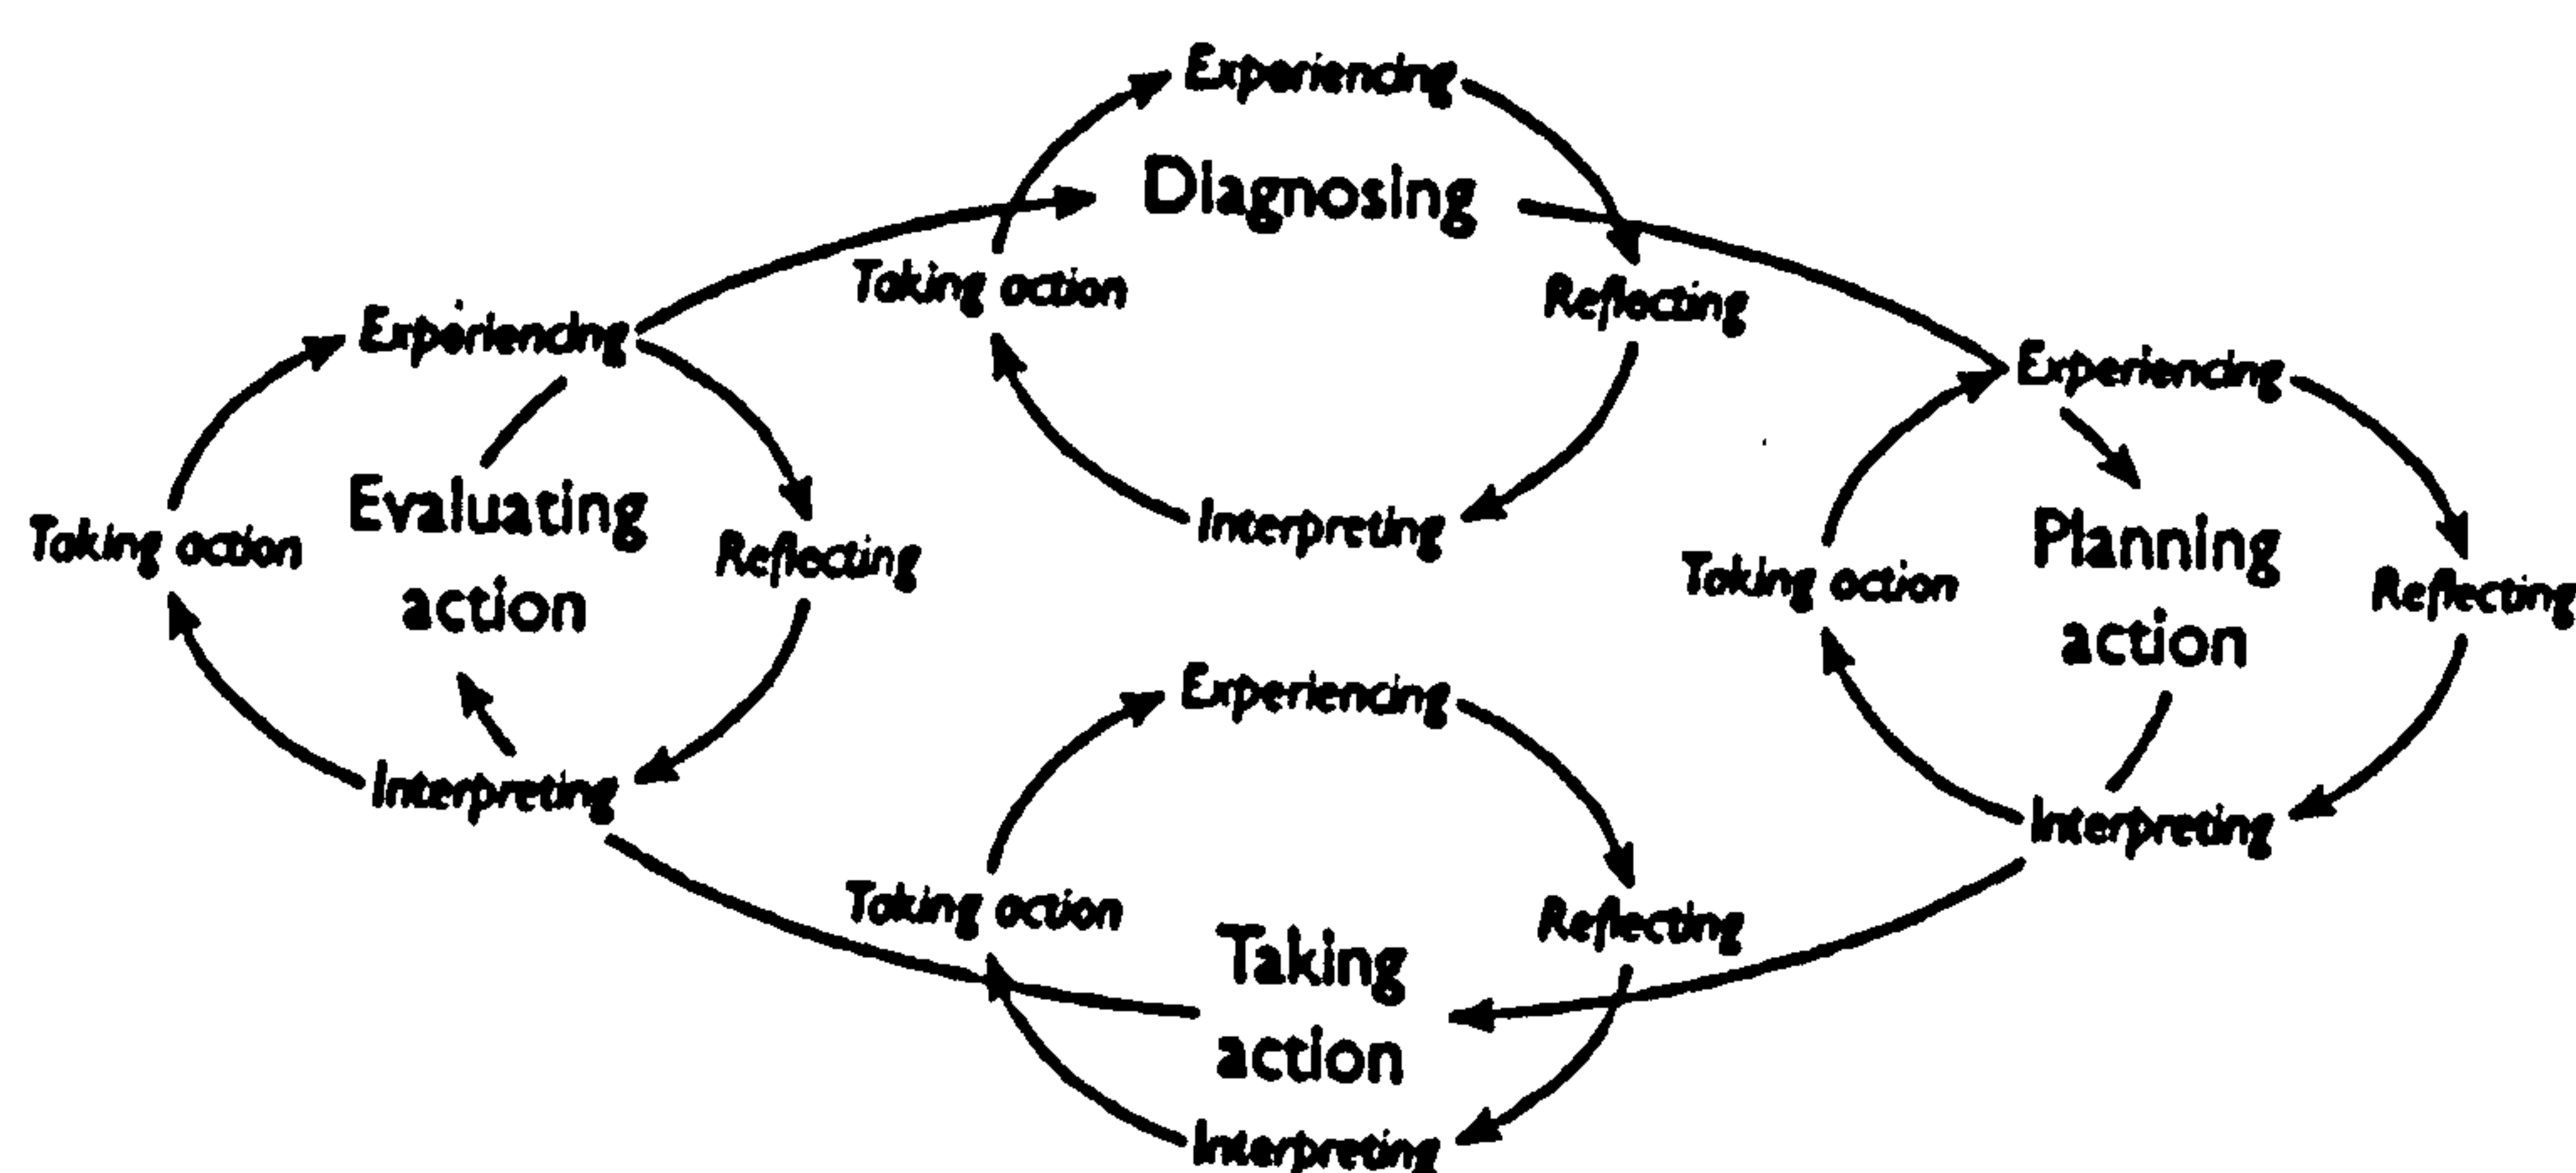 Experiencing
Diagnosing
Taking action
Reflecting
Interpreting
Experiencing
Evaluating
action
Taking action
Reflecting
Interpreting
Experiencing
Planning
action
Taking action
Reflecting
Interpreting
Experiencing
Taking action
Reflecting
Taking
action
Interpreting